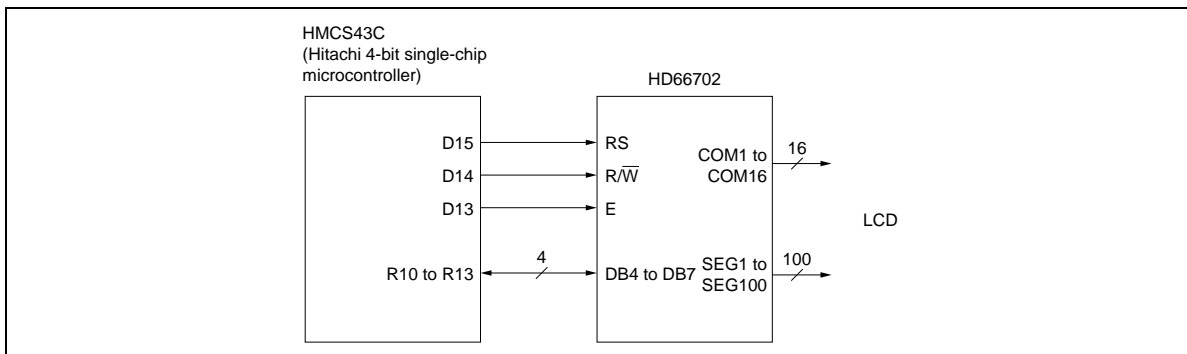 HMCS43C
(Hitachi 4-bit single-chip
microcontroller)
HD66702
D15
RS
D14
R/W̅
D13
E
COM1 to
COM16
16
LCD
R10 to R13
4
DB4 to DB7
SEG1 to
SEG100
100